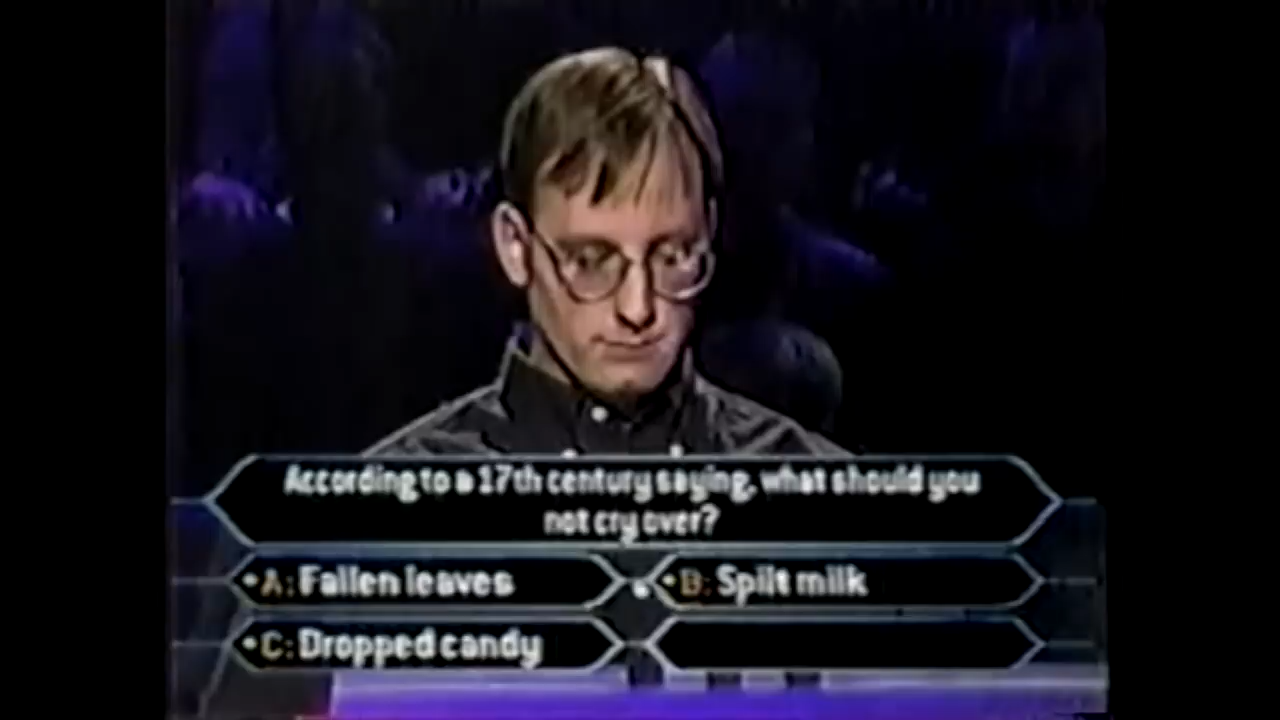 According to a 17th century saying, what should you
not cry over?
A: Fallen leaves
B: Spilt milk
C: Dropped candy